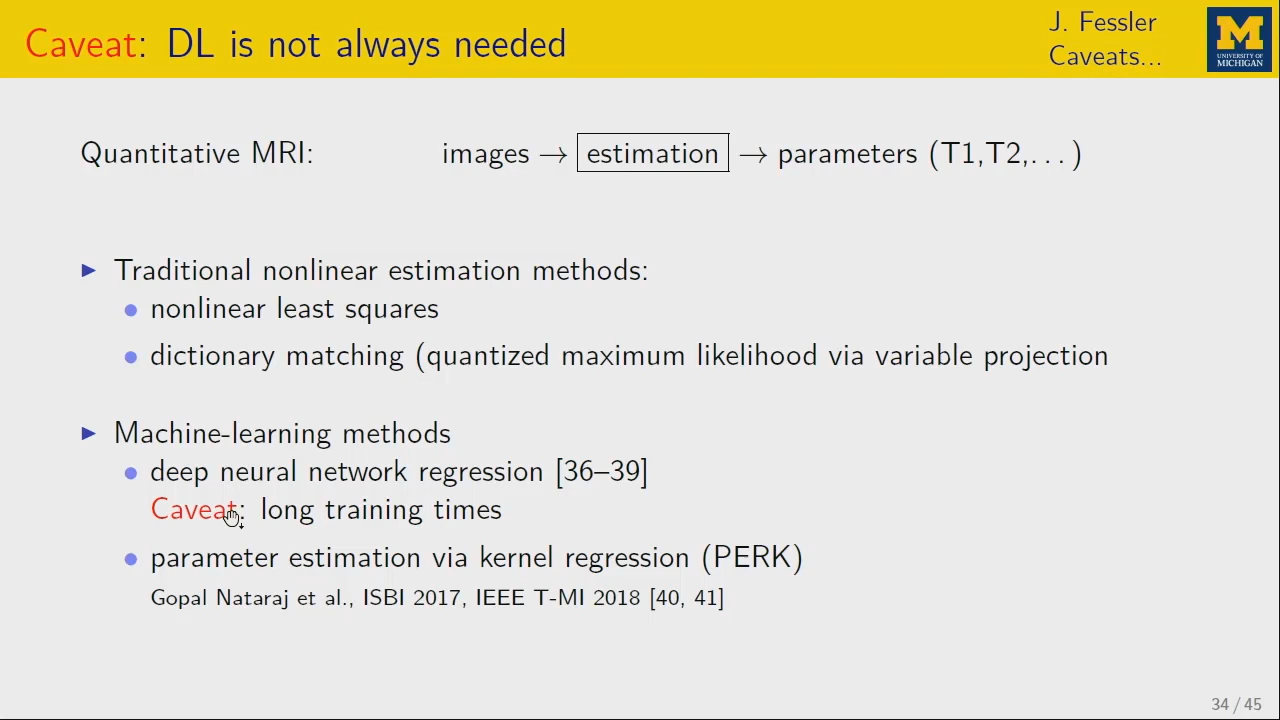 Caveat: DL is not always needed
J. Fessler
Caveats...
M
UNIVERSITY OF
MICHIGAN
Quantitative MRI: images → estimation → parameters (T1,T2,...)
▶ Traditional nonlinear estimation methods:
• nonlinear least squares
• dictionary matching (quantized maximum likelihood via variable projection
▶ Machine-learning methods
• deep neural network regression [36–39]
Caveat: long training times
• parameter estimation via kernel regression (PERK)
Gopal Nataraj et al., ISBI 2017, IEEE T-MI 2018 [40, 41]
34 / 45